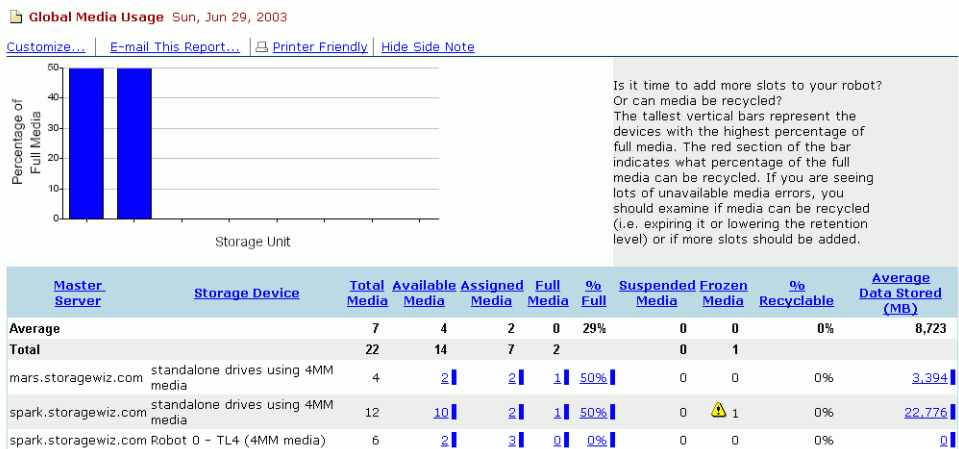 Global Media Usage Sun, Jun 29, 2003
Customize... E-mail This Report... Printer Friendly Hide Side Note
Percentage of
Full Media
50
40
30
20
10
0
Storage Unit
Is it time to add more slots to your robot?
Or can media be recycled?
The tallest vertical bars represent the
devices with the highest percentage of
full media. The red section of the bar
indicates what percentage of the full
media can be recycled. If you are seeing
lots of unavailable media errors, you
should examine if media can be recycled
(i.e. expiring it or lowering the retention
level) or if more slots should be added.
Master Server Storage Device Total Media Available Media Assigned Media Full Media % Full Suspended Media Frozen Media % Recyclable Average Data Stored (MB)
Average 7 4 2 0 29% 0 0 0% 8,723
Total 22 14 7 2 0 1
mars.storagewiz.com standalone drives using 4MM media 4 2 2 1 50% 0 0 0% 3,394
spark.storagewiz.com standalone drives using 4MM media 12 10 2 1 50% 0 1 0% 22,776
spark.storagewiz.com Robot 0 - TL4 (4MM media) 6 2 3 0 0% 0 0 0% 0